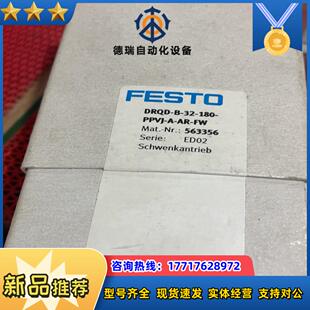 德瑞自动化设备
FESTO
DRQD-B-32-180-
PPVJ-A-AR-FW
Mat.-Nr.: 563356
Serie: ED02
Schwenkantrieb
新品推荐
咨询热线：17717628972
型号齐全 现货速发 实体经营 支持对公